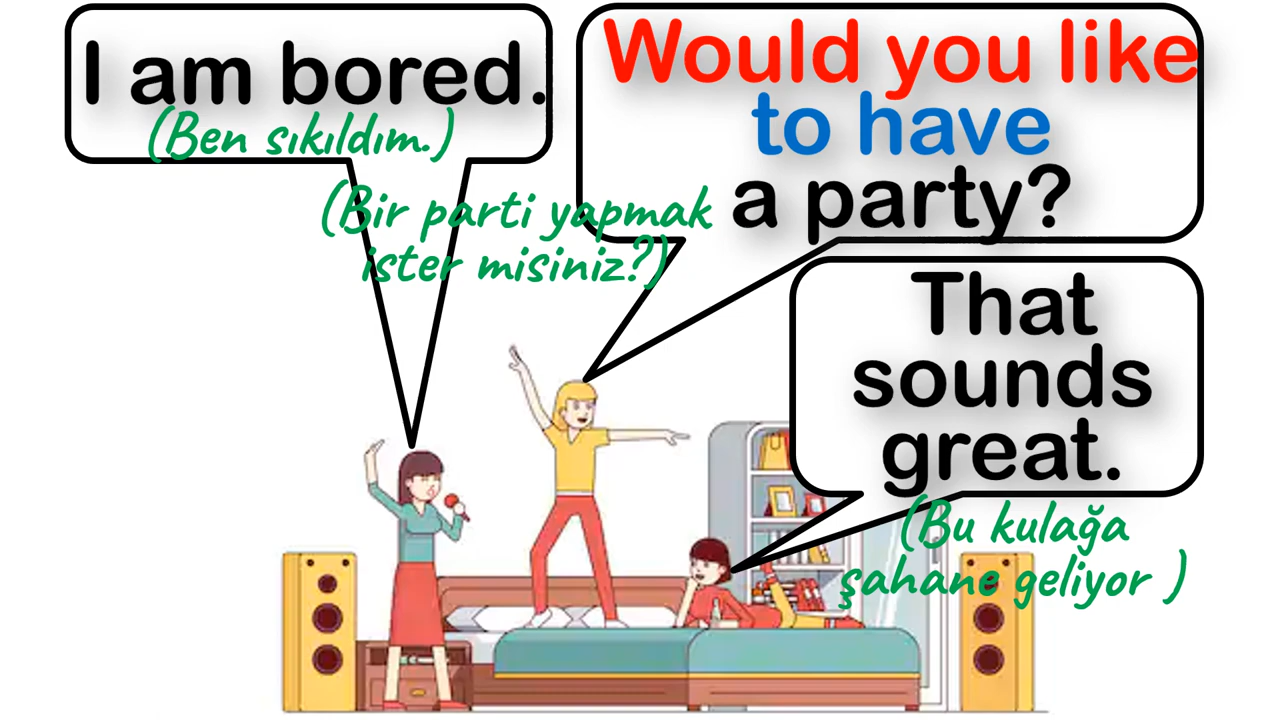 I am bored.
(Ben sıkıldım.)
Would you like
to have
a party?
(Bir parti yapmak
ister misiniz?)
That
sounds
great.
(Bu kulağa
şahane geliyor )